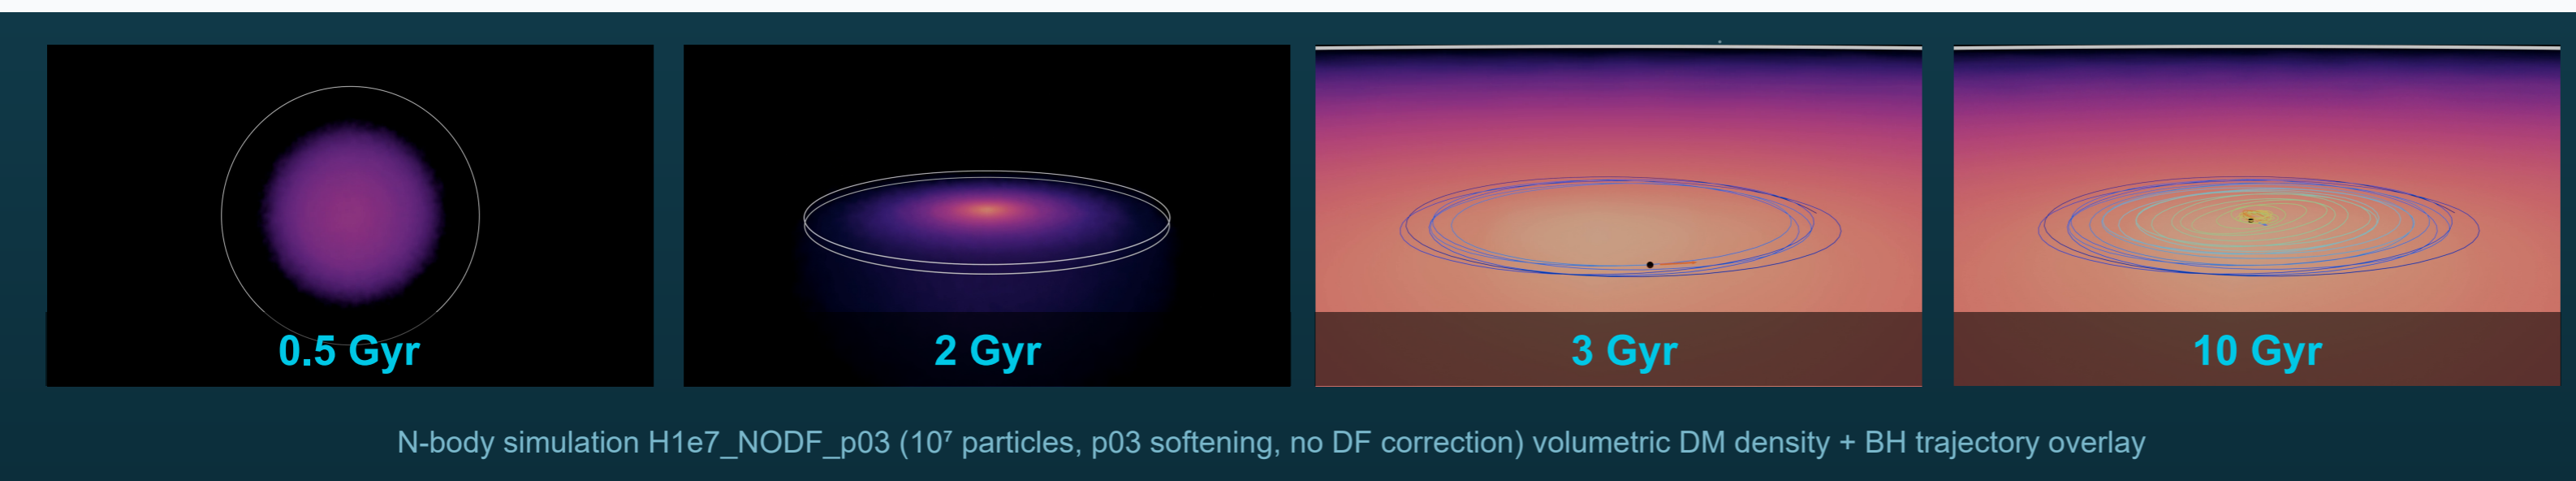 0.5 Gyr
2 Gyr
3 Gyr
10 Gyr
N-body simulation H1e7_NODF_p03 (10⁷ particles, p03 softening, no DF correction) volumetric DM density + BH trajectory overlay